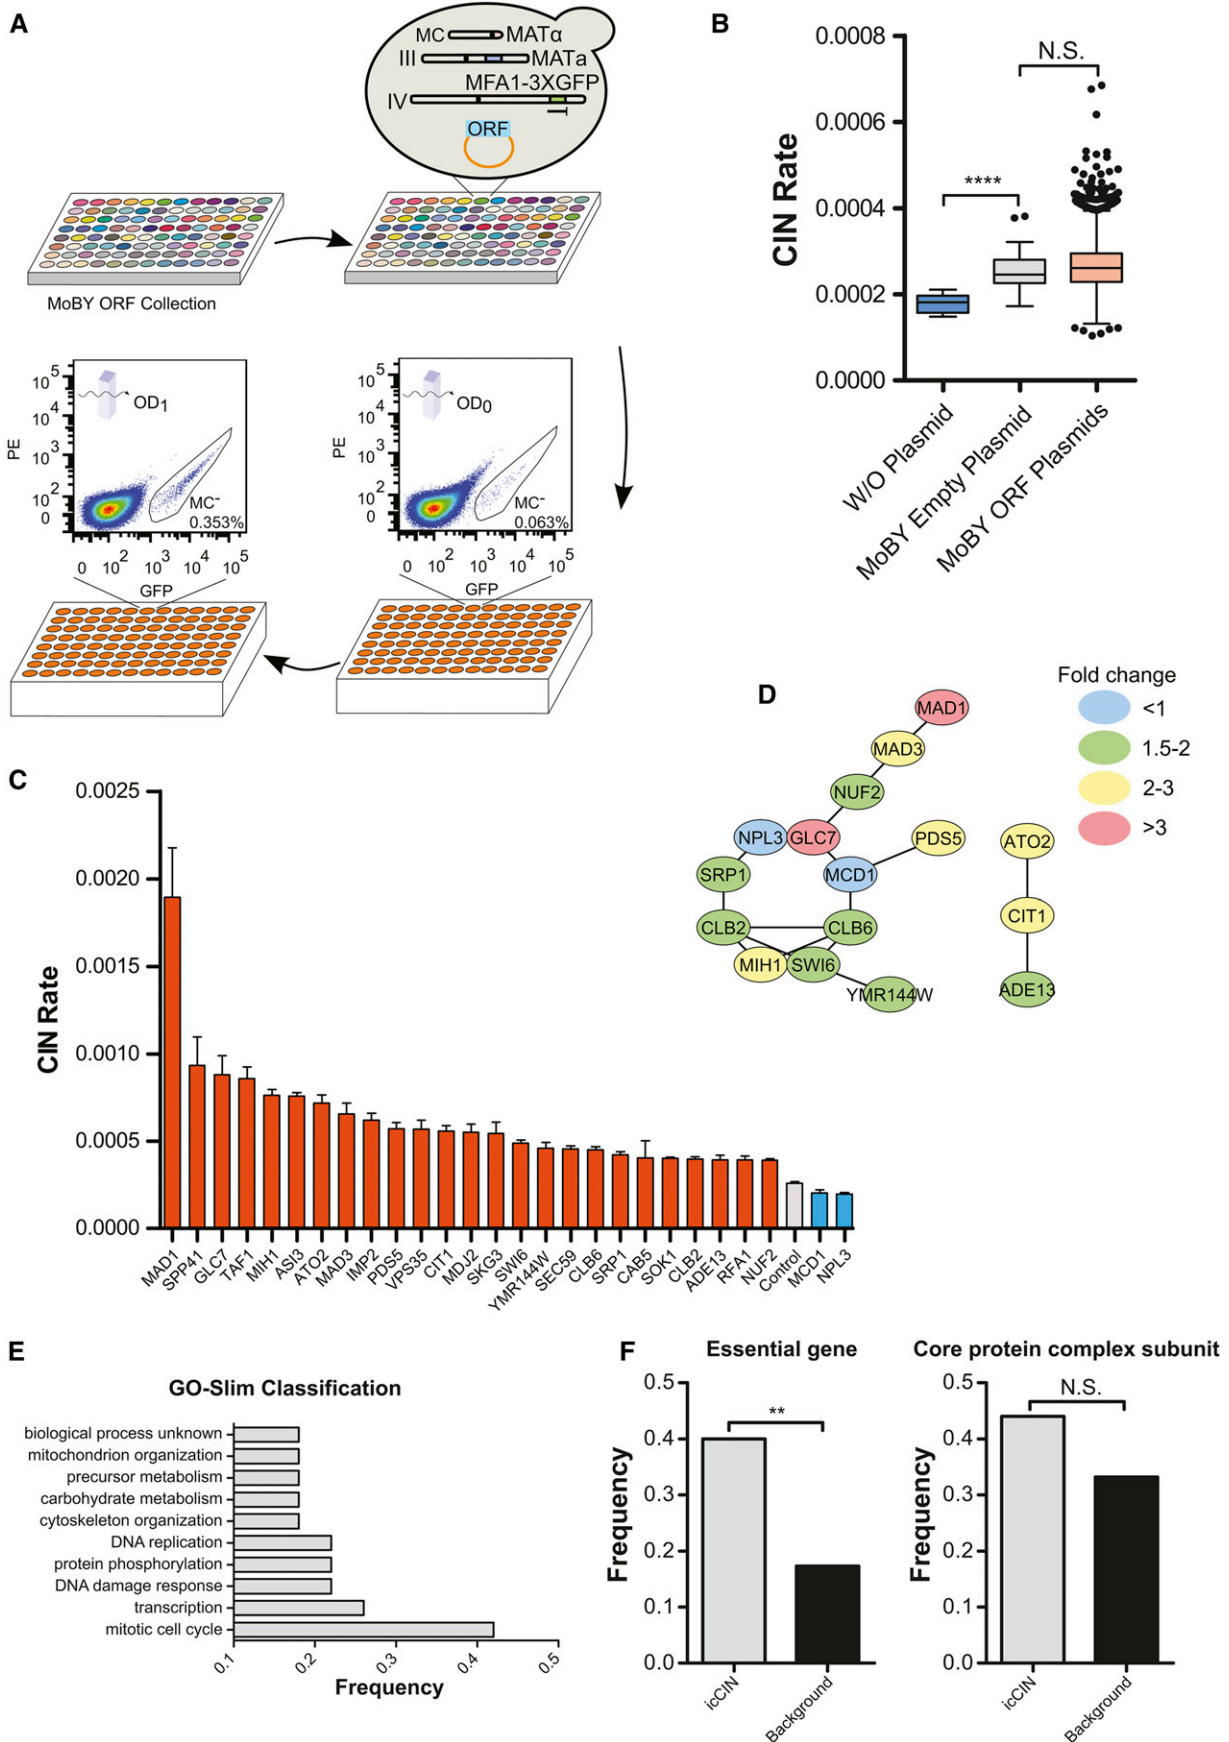 A
MC MATα
III MATa
MFA1-3XGFP
IV
ORF
MoBY ORF Collection
PE
10^5
10^4
10^3
10^2
0
OD1
MC-
0.353%
0 10^2 10^3 10^4 10^5
GFP
PE
10^5
10^4
10^3
10^2
0
OD0
MC-
0.063%
0 10^2 10^3 10^4 10^5
GFP
B
CIN Rate
0.0008
0.0006
0.0004
0.0002
0.0000
****
N.S.
W/O Plasmid
MoBY Empty Plasmid
MoBY ORF Plasmids
C
CIN Rate
0.0025
0.0020
0.0015
0.0010
0.0005
0.0000
MAD1
SPP41
GLC7
TAF1
MIH1
ASI3
ATO2
MAD3
IMP2
PDS5
VPS35
CIT1
MDJ2
SKG3
SWI6
YMR144W
SEC59
CLB6
SRP1
CAB5
SOK1
CLB2
ADE13
RFA1
NUF2
Control
MCD1
NPL3
D
Fold change
<1
1.5-2
2-3
>3
MAD1
MAD3
NUF2
NPL3
GLC7
PDS5
ATO2
SRP1
MCD1
CIT1
CLB2
CLB6
MIH1
SWI6
YMR144W
ADE13
E
GO-Slim Classification
biological process unknown
mitochondrion organization
precursor metabolism
carbohydrate metabolism
cytoskeleton organization
DNA replication
protein phosphorylation
DNA damage response
transcription
mitotic cell cycle
0.1 0.2 0.3 0.4 0.5
Frequency
F
Essential gene
Frequency
0.5
0.4
0.3
0.2
0.1
0.0
**
icCIN
Background
Core protein complex subunit
Frequency
0.5
0.4
0.3
0.2
0.1
0.0
N.S.
icCIN
Background